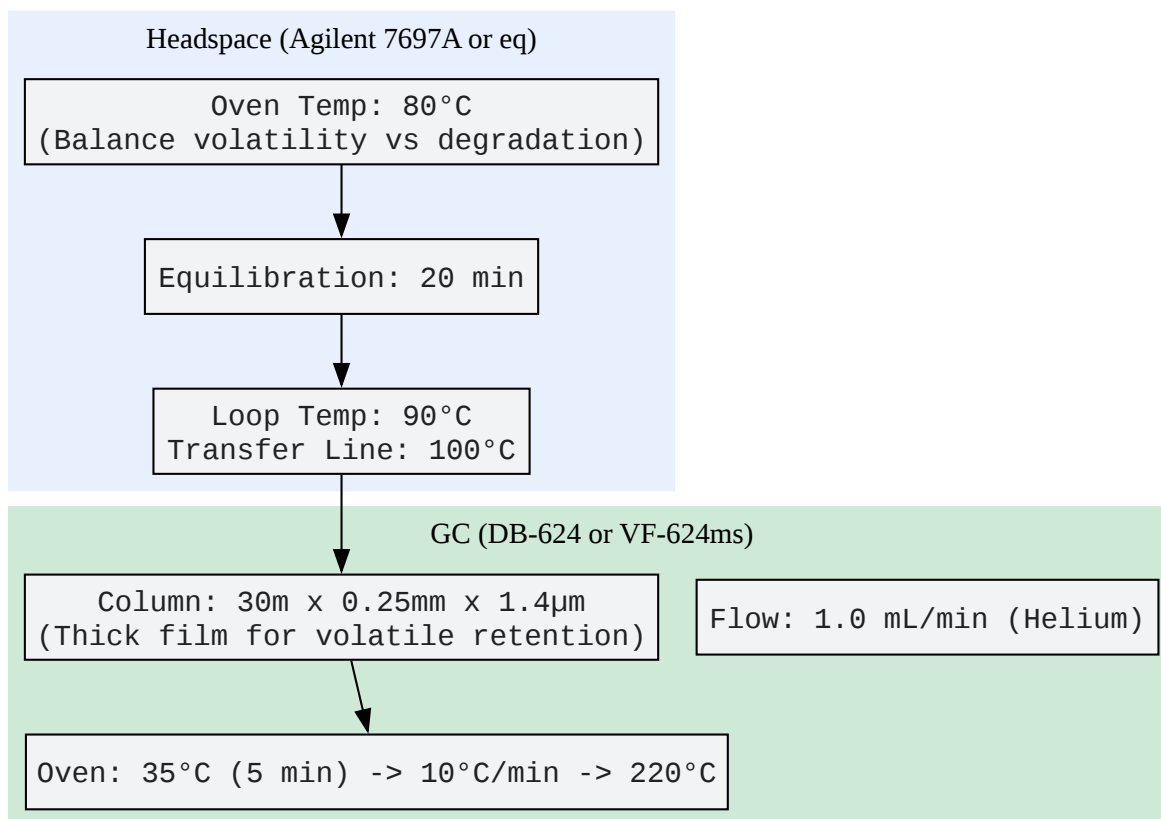 Headspace (Agilent 7697A or eq)
Oven Temp: 80°C
(Balance volatility vs degradation)
Equilibration: 20 min
Loop Temp: 90°C
Transfer Line: 100°C
GC (DB-624 or VF-624ms)
Column: 30m x 0.25mm x 1.4µm
(Thick film for volatile retention)
Flow: 1.0 mL/min (Helium)
Oven: 35°C (5 min) -> 10°C/min -> 220°C